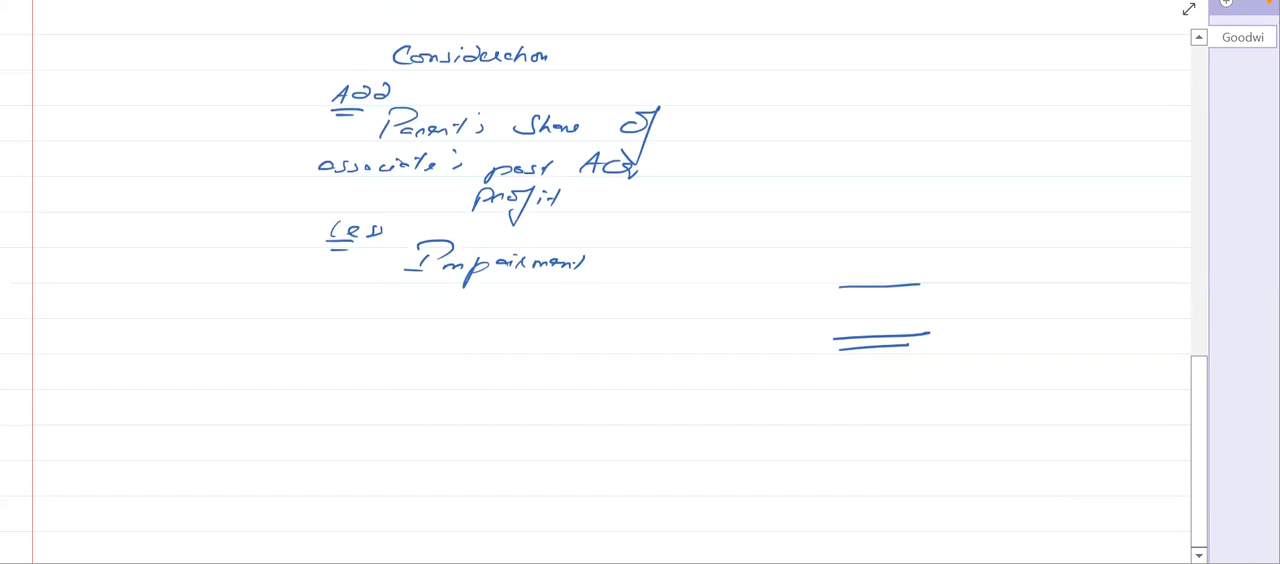 Consideration
Add
Parent's Share of
associate's post ACQ
profit
Less
Impairment
Goodwi